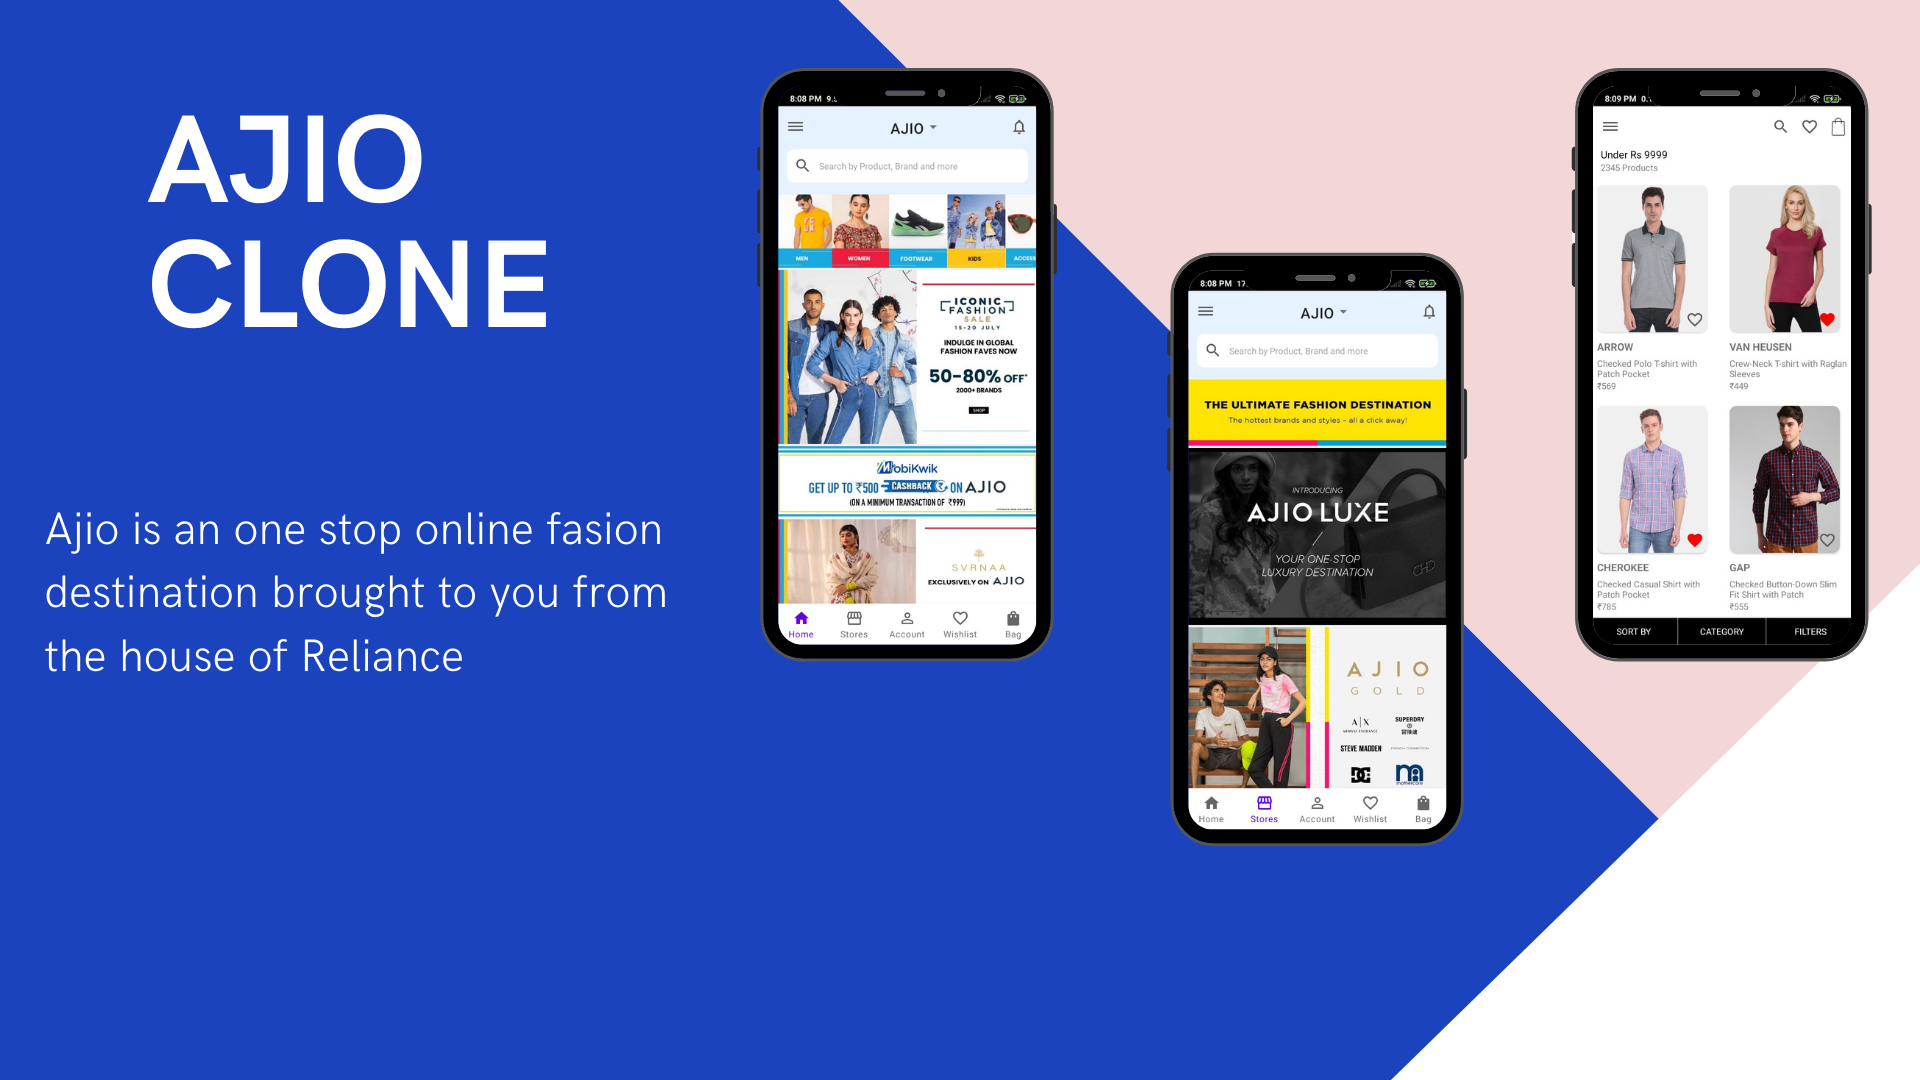 AJIO
CLONE
Ajio is an one stop online fasion
destination brought to you from
the house of Reliance
8:08 PM
AJIO
Search by Product, Brand and more
MEN WOMEN FOOTWEAR KIDS ACCESS
ICONIC
FASHION
SALE
15-20 JULY
INDULGE IN GLOBAL
FASHION FAVES NOW
50-80% OFF*
2000+ BRANDS
SHOP
MobiKwik
GET UP TO ₹500 CASHBACK ON AJIO
(ON A MINIMUM TRANSACTION OF ₹999)
SVRNAA
EXCLUSIVELY ON AJIO
Home Stores Account Wishlist Bag
8:08 PM 17
AJIO
Search by Product, Brand and more
THE ULTIMATE FASHION DESTINATION
The hottest brands and styles - all a click away!
INTRODUCING
AJIO LUXE
YOUR ONE-STOP
LUXURY DESTINATION
AJIO
GOLD
A|X
ARMANI EXCHANGE
SUPERDRY
STEVE MADDEN
FRENCH CONNECTION
DC
mothercare
Home Stores Account Wishlist Bag
8:09 PM
Under Rs 9999
2345 Products
ARROW
Checked Polo T-shirt with
Patch Pocket
₹569
VAN HEUSEN
Crew-Neck T-shirt with Raglan
Sleeves
₹449
CHEROKEE
Checked Casual Shirt with
Patch Pocket
₹785
GAP
Checked Button-Down Slim
Fit Shirt with Patch
₹555
SORT BY CATEGORY FILTERS